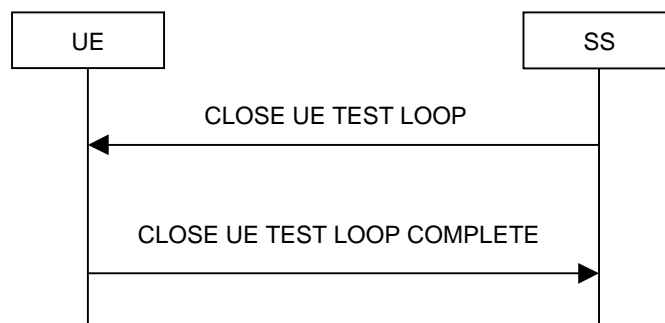 UE
SS
CLOSE UE TEST LOOP
CLOSE UE TEST LOOP COMPLETE